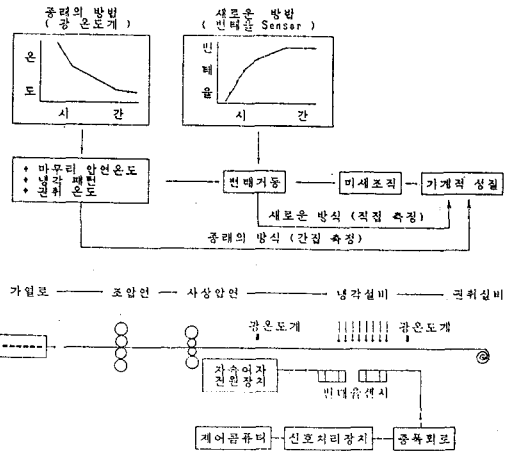 종래의 방법
( 광 온도계 )
새로운 방법
( 변태율 Sensor )
온
도
시 간
변
태
율
시 간
+ 마무리 압연온도
+ 냉각 패턴
+ 권취 온도
변태거동
미세조직
기계적 성질
새로운 방식 (직접 측정)
종래의 방식 (간접 측정)
가열로
조압연
사상압연
냉각설비
권취설비
광온도계
광온도계
자속여자
전원장치
변태율센서
제어콤퓨터
신호처리장치
증폭회로